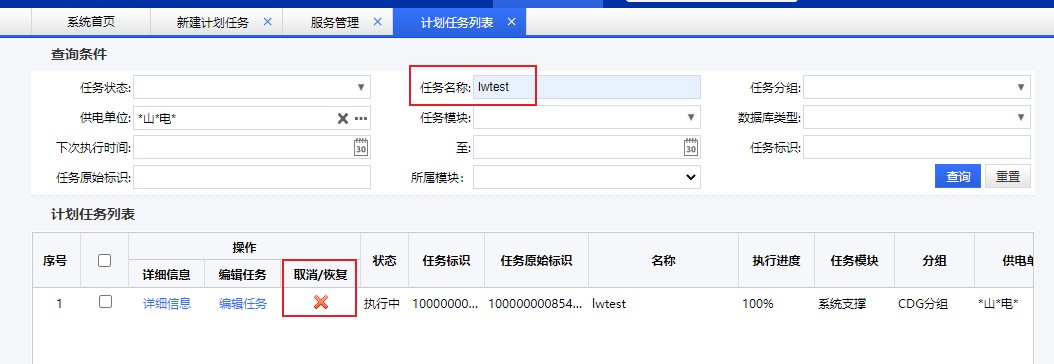 系统首页 新建计划任务 服务管理 计划任务列表
查询条件
任务状态: 任务名称: lwtest 任务分组:
供电单位: *山*电* 任务模块: 数据库类型:
下次执行时间: 30 至: 30 任务标识:
任务原始标识: 所属模块: 查询 重置
计划任务列表
序号 操作 状态 任务标识 任务原始标识 名称 执行进度 任务模块 分组 供电单
详细信息 编辑任务 取消/恢复
1 详细信息 编辑任务 执行中 10000000... 100000000854... lwtest 100% 系统支撑 CDG分组 *山*电*